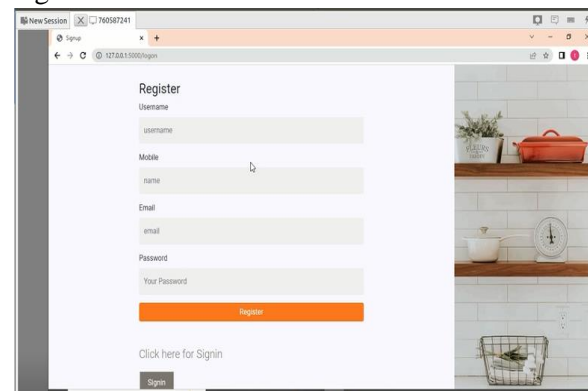 New Session 760587241
Signup
127.0.0.1:5000/logon
Register
Username
username
Mobile
name
Email
email
Password
Your Password
Register
Click here for Signin
Signin